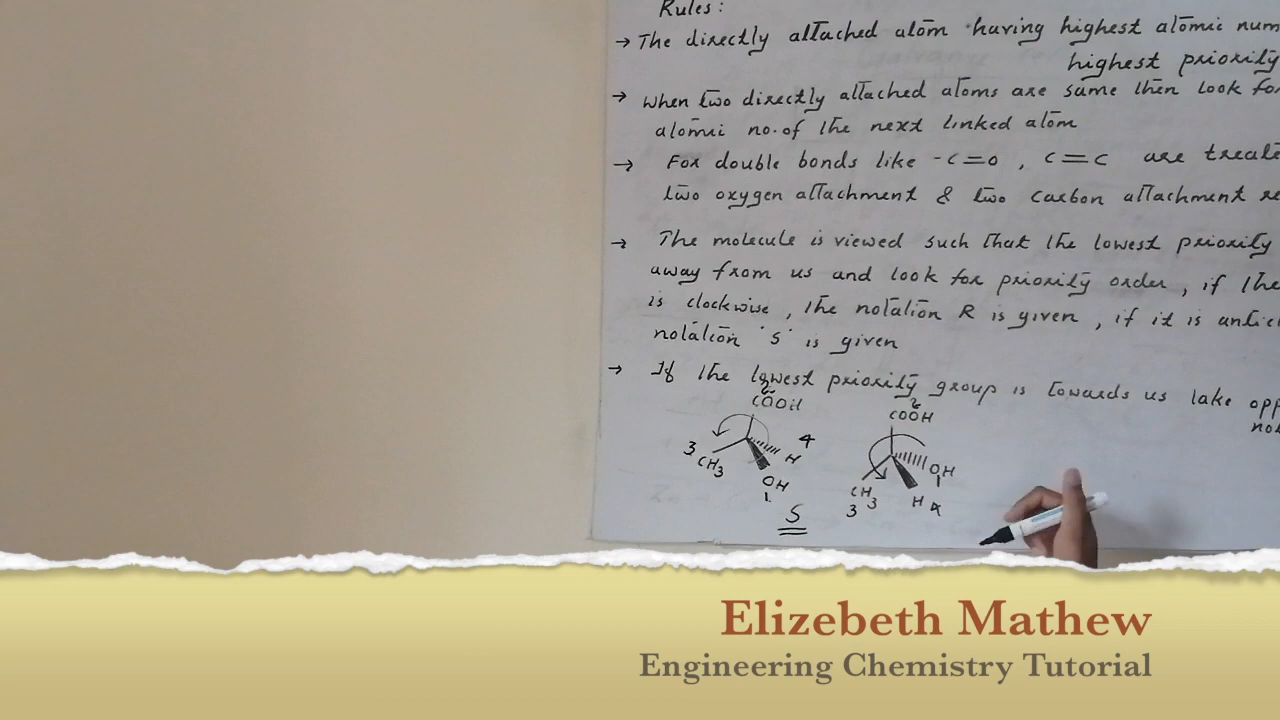 Rules:
→ The directly attached atom having highest atomic num
highest priority
→ When two directly attached atoms are same then look fo
atomic no. of the next linked atom
→ For double bonds like -C=O , C=C are treate
two oxygen attachment & two carbon attachment re
→ The molecule is viewed such that the lowest priority
away from us and look for priority order, if the
is clockwise, the notation R is given, if it is antic
notation 'S' is given
→ If the lowest priority group is towards us take opp
no
2
COOH
3
CH3
4
H
OH
1
S
2
COOH
OH
1
CH3
3
H 4
Elizebeth Mathew
Engineering Chemistry Tutorial